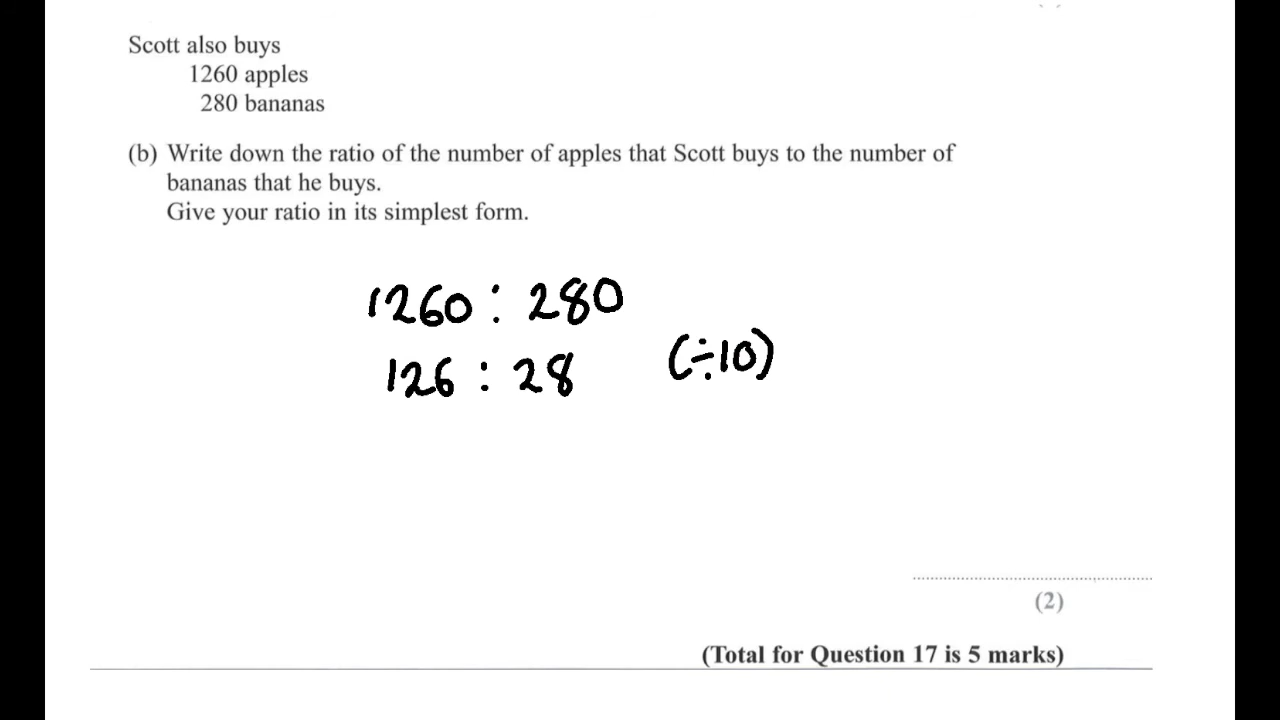 Scott also buys
1260 apples
280 bananas
(b) Write down the ratio of the number of apples that Scott buys to the number of
bananas that he buys.
Give your ratio in its simplest form.
1260 : 280
126 : 28 (÷10)
(2)
(Total for Question 17 is 5 marks)